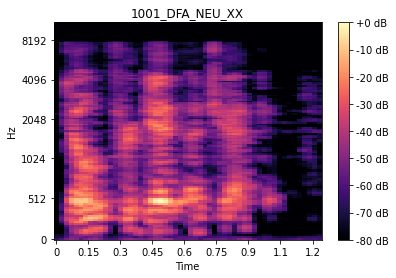 1001_DFA_NEU_XX
Hz
8192
4096
2048
1024
512
0
0 0.15 0.3 0.45 0.6 0.75 0.9 1.1 1.2
Time
+0 dB
-10 dB
-20 dB
-30 dB
-40 dB
-50 dB
-60 dB
-70 dB
-80 dB